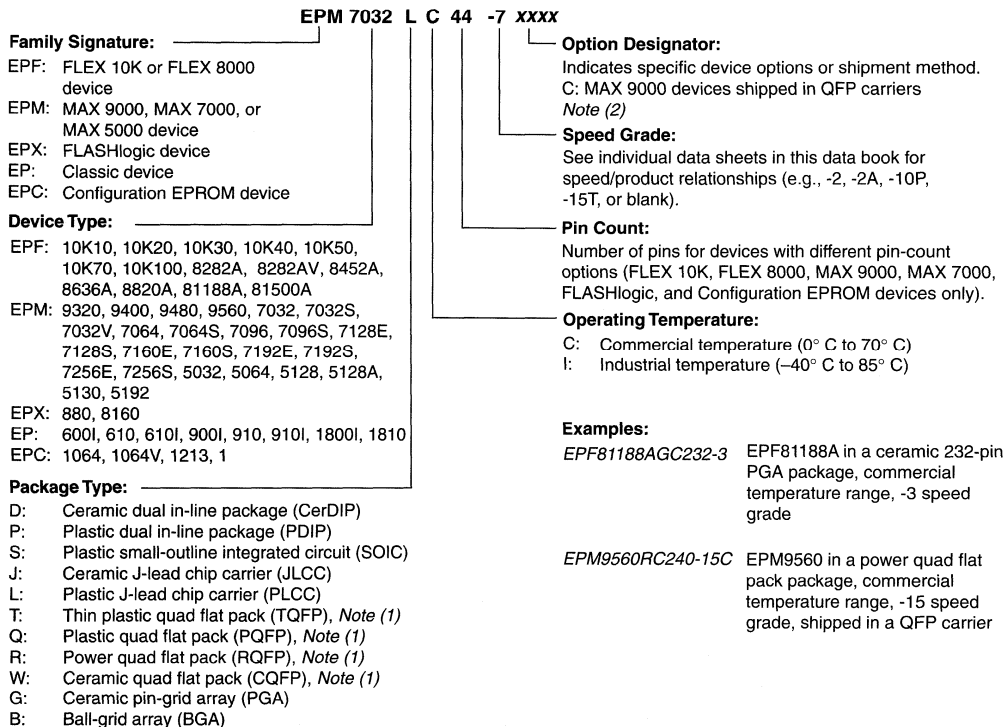 EPM 7032 L C 44 -7 xxxx
Family Signature:
EPF: FLEX 10K or FLEX 8000
device
EPM: MAX 9000, MAX 7000, or
MAX 5000 device
EPX: FLASHlogic device
EP: Classic device
EPC: Configuration EPROM device
Device Type:
EPF: 10K10, 10K20, 10K30, 10K40, 10K50,
10K70, 10K100, 8282A, 8282AV, 8452A,
8636A, 8820A, 81188A, 81500A
EPM: 9320, 9400, 9480, 9560, 7032, 7032S,
7032V, 7064, 7064S, 7096, 7096S, 7128E,
7128S, 7160E, 7160S, 7192E, 7192S,
7256E, 7256S, 5032, 5064, 5128, 5128A,
5130, 5192
EPX: 880, 8160
EP: 600I, 610, 610I, 900I, 910, 910I, 1800I, 1810
EPC: 1064, 1064V, 1213, 1
Package Type:
D: Ceramic dual in-line package (CerDIP)
P: Plastic dual in-line package (PDIP)
S: Plastic small-outline integrated circuit (SOIC)
J: Ceramic J-lead chip carrier (JLCC)
L: Plastic J-lead chip carrier (PLCC)
T: Thin plastic quad flat pack (TQFP), Note (1)
Q: Plastic quad flat pack (PQFP), Note (1)
R: Power quad flat pack (RQFP), Note (1)
W: Ceramic quad flat pack (CQFP), Note (1)
G: Ceramic pin-grid array (PGA)
B: Ball-grid array (BGA)
Option Designator:
Indicates specific device options or shipment method.
C: MAX 9000 devices shipped in QFP carriers
Note (2)
Speed Grade:
See individual data sheets in this data book for
speed/product relationships (e.g., -2, -2A, -10P,
-15T, or blank).
Pin Count:
Number of pins for devices with different pin-count
options (FLEX 10K, FLEX 8000, MAX 9000, MAX 7000,
FLASHlogic, and Configuration EPROM devices only).
Operating Temperature:
C: Commercial temperature (0° C to 70° C)
I: Industrial temperature (–40° C to 85° C)
Examples:
EPF81188AGC232-3 EPF81188A in a ceramic 232-pin
PGA package, commercial
temperature range, -3 speed
grade
EPM9560RC240-15C EPM9560 in a power quad flat
pack package, commercial
temperature range, -15 speed
grade, shipped in a QFP carrier